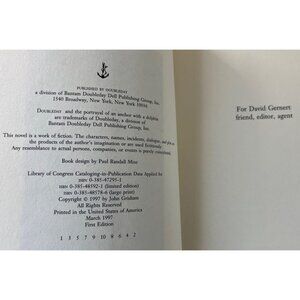 PUBLISHED BY DOUBLEDAY
a division of Bantam Doubleday Dell Publishing Group, Inc.
1540 Broadway, New York, New York 10036
DOUBLEDAY and the portrayal of an anchor with a dolphin
are trademarks of Doubleday, a division of
Bantam Doubleday Dell Publishing Group, Inc.
This novel is a work of fiction. The characters, names, incidents, dialogue, and plot are
the products of the author's imagination or are used fictitiously.
Any resemblance to actual persons, companies, or events is purely coincidental.
Book design by Paul Randall Mize
Library of Congress Cataloging-in-Publication Data Applied for
ISBN 0-385-47295-1
ISBN 0-385-48592-1 (limited edition)
ISBN 0-385-48578-6 (large print)
Copyright © 1997 by John Grisham
All Rights Reserved
Printed in the United States of America
March 1997
First Edition
1 3 5 7 9 10 8 6 4 2
For David Gernert:
friend, editor, agent